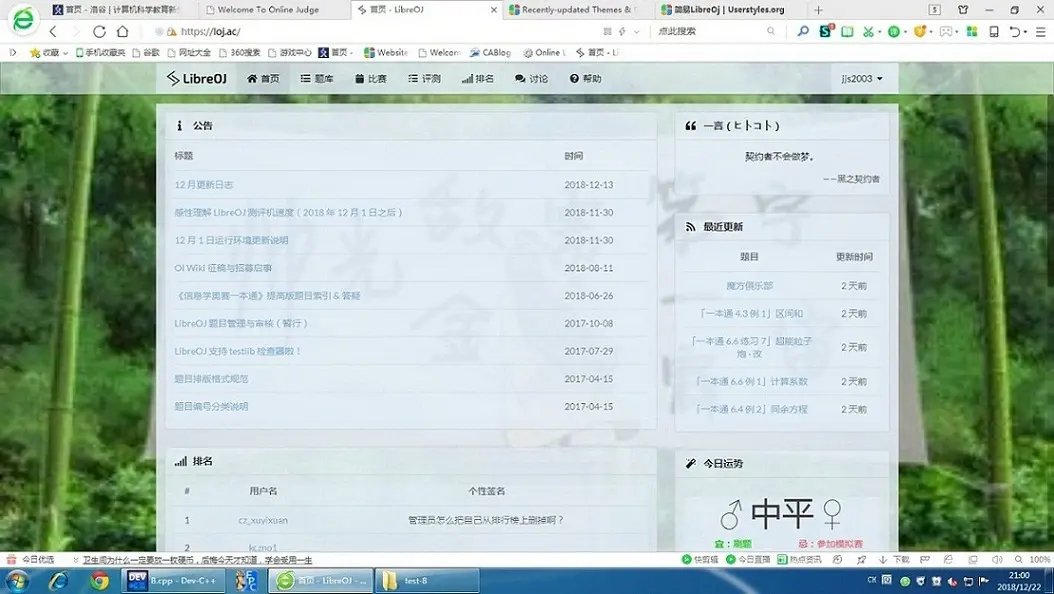 首页 - 洛谷 | 计算机科学教育新
Welcome To Online Judge
首页 - LibreOJ
Recently-updated Themes &
简易LibreOj | Userstyles.org
https://loj.ac/
点此搜索
收藏
手机收藏夹
谷歌
网址大全
360搜索
游戏中心
首页 -
Website
Welcom
CABlog
Online
首页 - Li
LibreOJ
首页
题库
比赛
评测
排名
讨论
帮助
jjs2003
公告
标题 时间
12 月更新日志 2018-12-13
感性理解 LibreOJ 测评机速度（2018 年 12 月 1 日之后） 2018-11-30
12 月 1 日运行环境更新说明 2018-11-30
OI Wiki 征稿与招募启事 2018-08-11
《信息学奥赛一本通》提高版题目索引 & 答疑 2018-06-26
LibreOJ 题目管理与审核（暂行） 2017-10-08
LibreOJ 支持 testlib 检查器啦！ 2017-07-29
题目排版格式规范 2017-04-15
题目编号分类说明 2017-04-15
一言（ヒトコト）
契约者不会做梦。
——黑之契约者
最近更新
题目 更新时间
魔方俱乐部 2 天前
「一本通 4.3 例 1」区间和 2 天前
「一本通 6.6 练习 7」超能粒子炮 · 改 2 天前
「一本通 6.6 例 1」计算系数 2 天前
「一本通 6.4 例 2」同余方程 2 天前
排名
# 用户名 个性签名
1 cz_xuyixuan 管理员怎么把自己从排行榜上删掉啊？
2 kczno1
今日运势
♂ 中平 ♀
宜：刷题 忌：参加模拟赛
今日优选
卫生间为什么一定要放一枚硬币，后悔今天才知道，学会受用一生
快剪辑
今日直播
热点资讯
下载
100%
B.cpp - Dev-C++
首页 - LibreOJ - ...
test-8
CK
21:00
2018/12/22